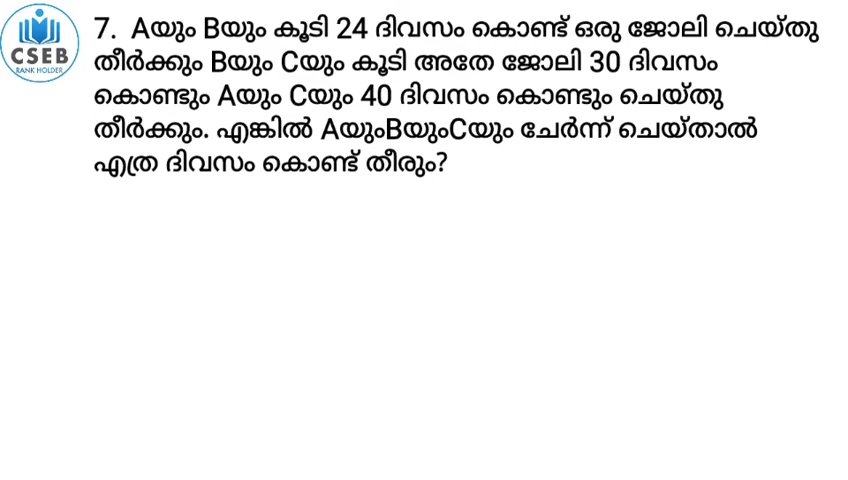 CSEB
RANK HOLDER
7. Aയും Bയും കൂടി 24 ദിവസം കൊണ്ട് ഒരു ജോലി ചെയ്തു
തീർക്കും Bയും Cയും കൂടി അതേ ജോലി 30 ദിവസം
കൊണ്ടും Aയും Cയും 40 ദിവസം കൊണ്ടും ചെയ്തു
തീർക്കും. എങ്കിൽ AയുംBയുംCയും ചേർന്ന് ചെയ്താൽ
എത്ര ദിവസം കൊണ്ട് തീരും?